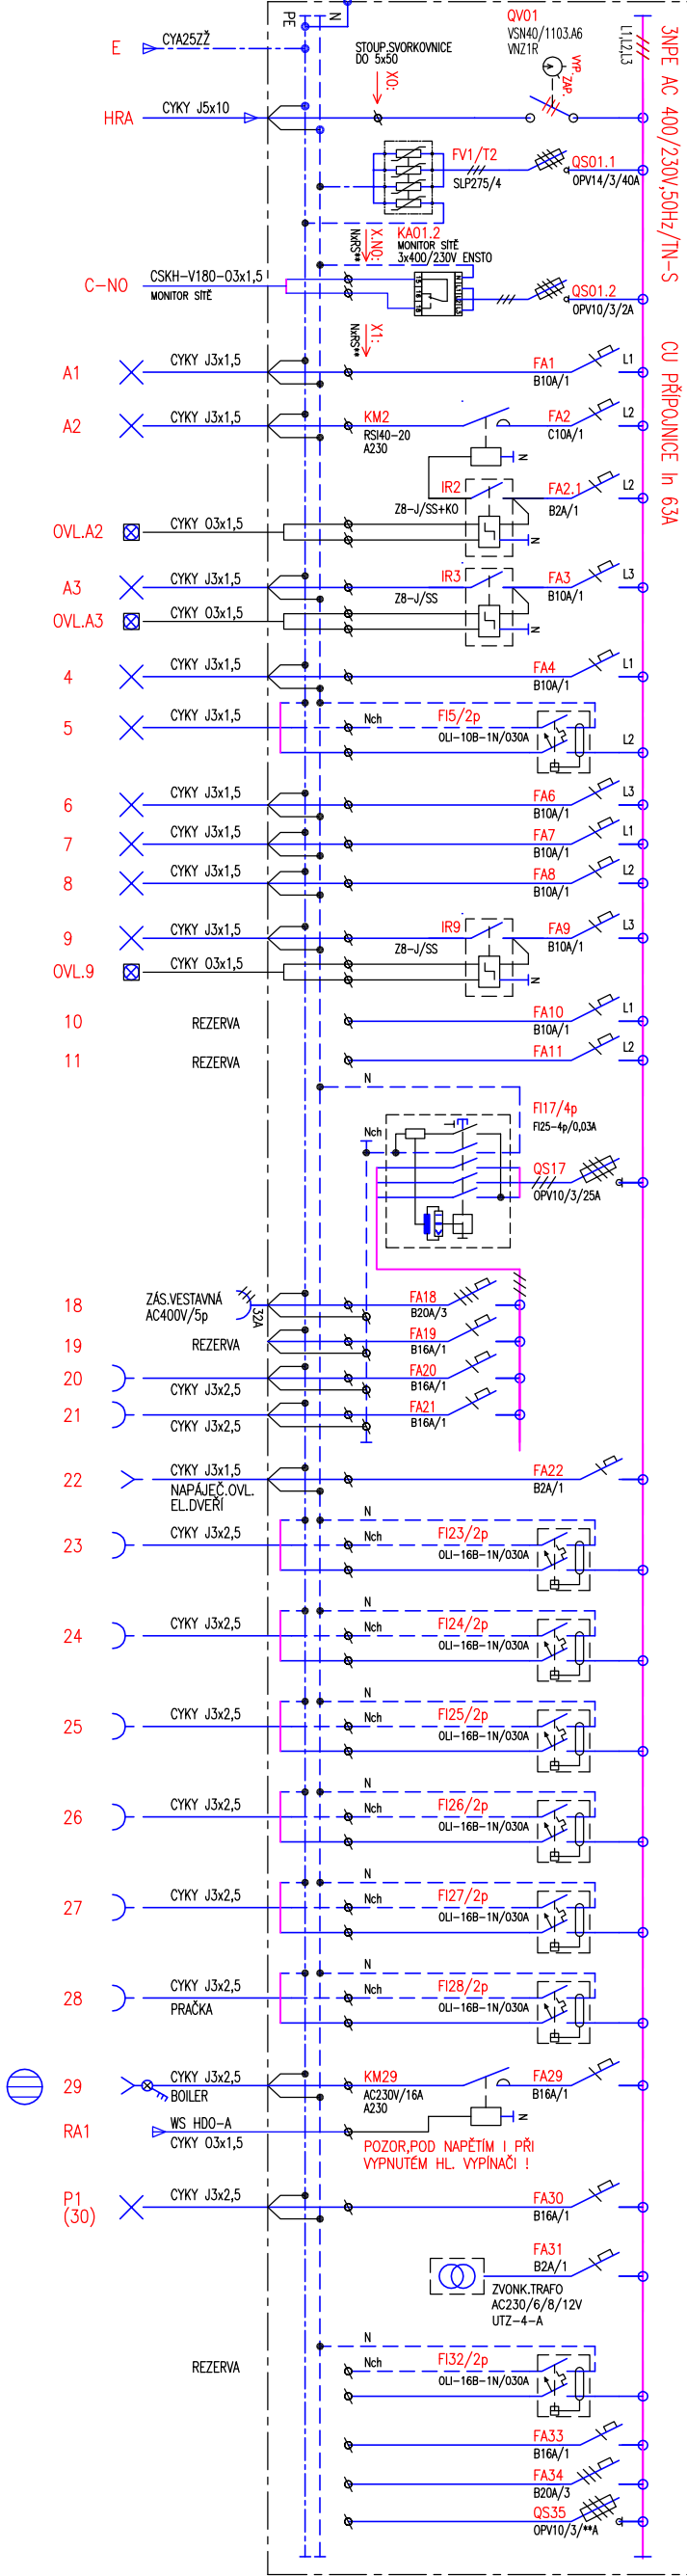 3NPE AC 400/230V,50Hz/TN-S
CU PŘÍPOJNICE In 63A
L1,L2,L3
PE
N
E
CYA25ZŽ
QV01
VSN40/1103.A6
VNZ1R
VYP.
ZAP.
STOUP.SVORKOVNICE
DO 5x50
X0:
HRA
CYKY J5x10
FV1/T2
SLP275/4
QS01.1
OPV14/3/40A
X.N0:
NxRS**
KA01.2
MONITOR SÍTĚ
3x400/230V ENSTO
C-NO
CSKH-V180-O3x1,5
MONITOR SÍTĚ
QS01.2
OPV10/3/2A
X1:
NxRS**
A1
CYKY J3x1,5
FA1
B10A/1
L1
A2
CYKY J3x1,5
KM2
RSI40-20
A230
FA2
C10A/1
L2
N
IR2
Z8-J/SS+KO
FA2.1
B2A/1
L2
OVL.A2
CYKY O3x1,5
N
A3
CYKY J3x1,5
IR3
Z8-J/SS
FA3
B10A/1
L3
OVL.A3
CYKY O3x1,5
N
4
CYKY J3x1,5
FA4
B10A/1
L1
5
CYKY J3x1,5
Nch
FI5/2p
OLI-10B-1N/030A
L2
6
CYKY J3x1,5
FA6
B10A/1
L3
7
CYKY J3x1,5
FA7
B10A/1
L1
8
CYKY J3x1,5
FA8
B10A/1
L2
9
CYKY J3x1,5
IR9
Z8-J/SS
FA9
B10A/1
L3
OVL.9
CYKY O3x1,5
N
10
REZERVA
FA10
B10A/1
L1
11
REZERVA
FA11
L2
N
FI17/4p
FI25-4p/0,03A
Nch
QS17
OPV10/3/25A
18
ZÁS.VESTAVNÁ
AC400V/5p
32A
FA18
B20A/3
19
REZERVA
FA19
B16A/1
20
CYKY J3x2,5
FA20
B16A/1
21
CYKY J3x2,5
FA21
B16A/1
22
CYKY J3x1,5
NAPÁJEČ.OVL.
EL.DVEŘÍ
FA22
B2A/1
N
23
CYKY J3x2,5
Nch
FI23/2p
OLI-16B-1N/030A
N
24
CYKY J3x2,5
Nch
FI24/2p
OLI-16B-1N/030A
N
25
CYKY J3x2,5
Nch
FI25/2p
OLI-16B-1N/030A
N
26
CYKY J3x2,5
Nch
FI26/2p
OLI-16B-1N/030A
N
27
CYKY J3x2,5
Nch
FI27/2p
OLI-16B-1N/030A
N
28
CYKY J3x2,5
PRAČKA
Nch
FI28/2p
OLI-16B-1N/030A
29
CYKY J3x2,5
BOILER
KM29
AC230V/16A
A230
FA29
B16A/1
N
RA1
WS HDO-A
CYKY O3x1,5
POZOR,POD NAPĚTÍM I PŘI
VYPNUTÉM HL. VYPÍNAČI !
P1
(30)
CYKY J3x2,5
FA30
B16A/1
FA31
B2A/1
ZVONK.TRAFO
AC230/6/8/12V
UTZ-4-A
N
REZERVA
Nch
FI32/2p
OLI-16B-1N/030A
FA33
B16A/1
FA34
B20A/3
QS35
OPV10/3/**A